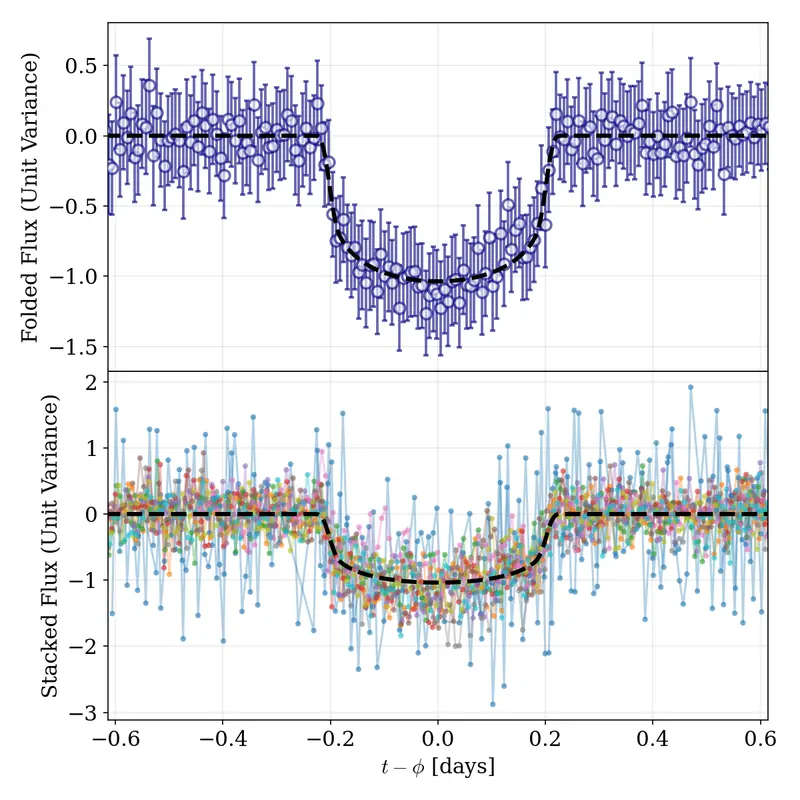 Folded Flux (Unit Variance)
0.5
0.0
−0.5
−1.0
−1.5
Stacked Flux (Unit Variance)
2
1
0
−1
−2
−3
−0.6 −0.4 −0.2 0.0 0.2 0.4 0.6
t − ϕ [days]